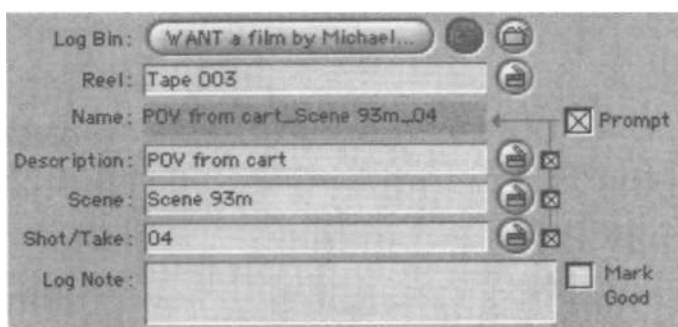 Log Bin: WANT a film by Michael...
Reel: Tape 003
Name: POV from cart_Scene 93m_04 Prompt
Description: POV from cart
Scene: Scene 93m
Shot/Take: 04
Log Note: Mark
Good